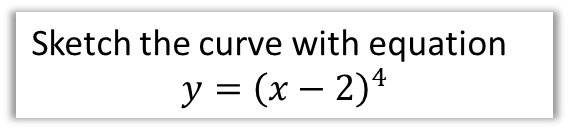 Sketch the curve with equation
y = (x − 2)⁴